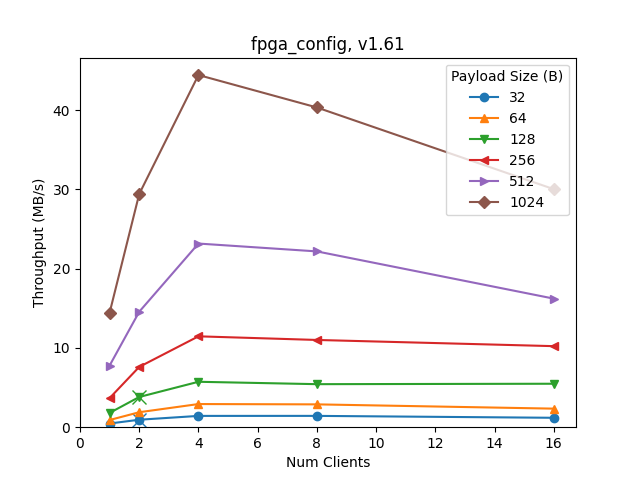 fpga_config, v1.61
Throughput (MB/s)
40
30
20
10
0
0 2 4 6 8 10 12 14 16
Num Clients
Payload Size (B)
32
64
128
256
512
1024